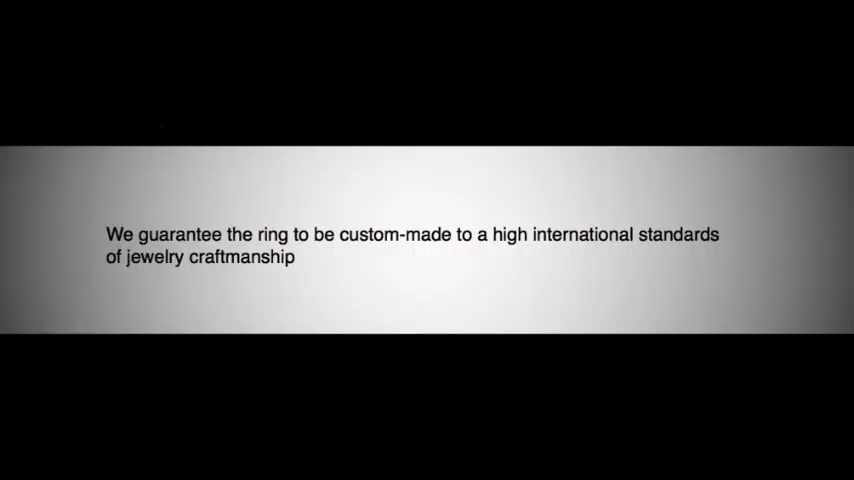 We guarantee the ring to be custom-made to a high international standards
of jewelry craftmanship